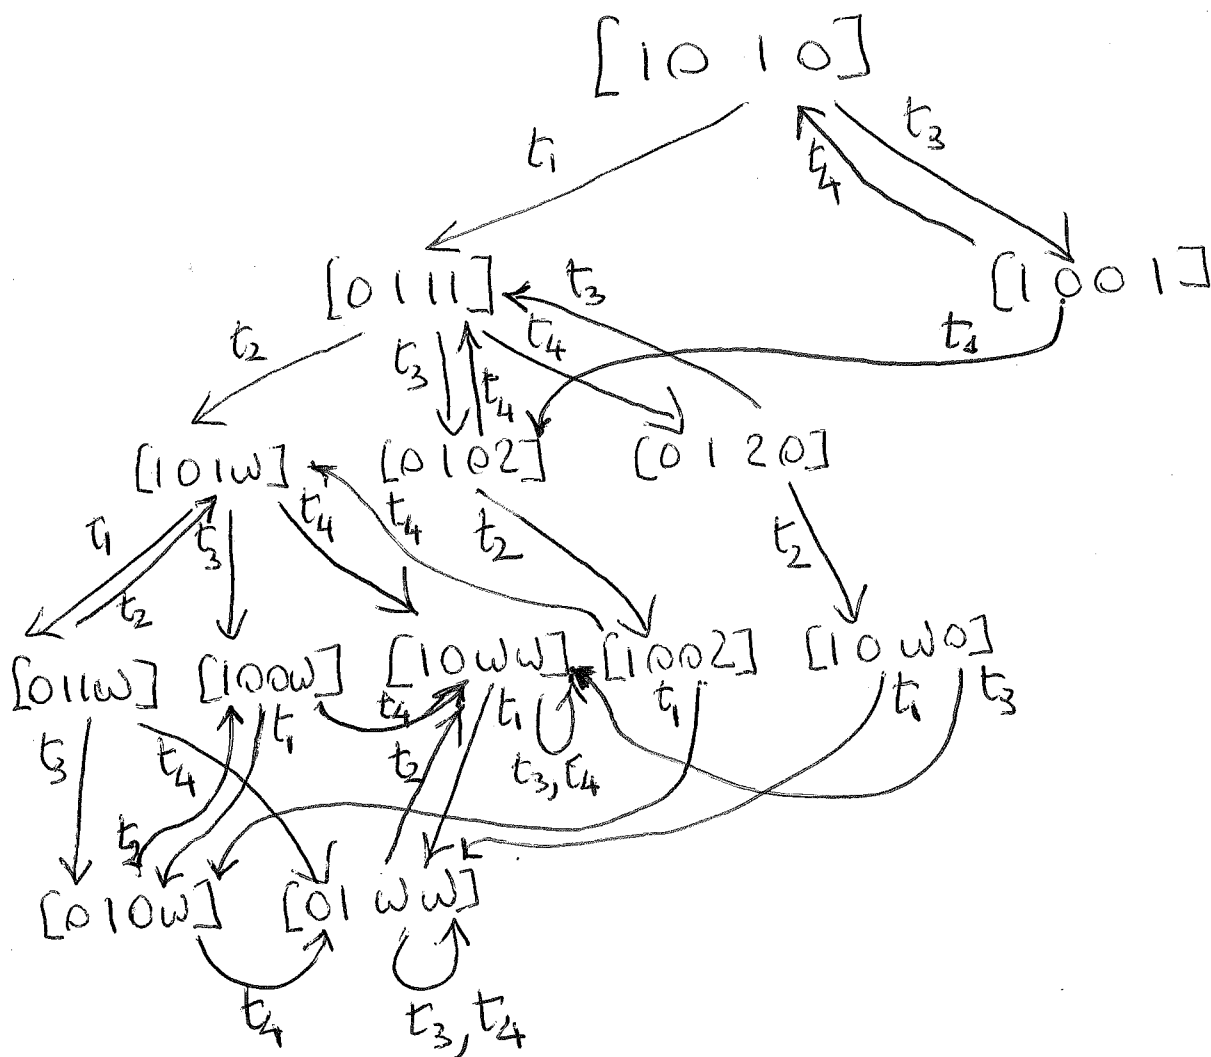 [1 0 1 0]
t₁ t₄ t₃
[0 1 1 1] t₃ [1 0 0 1]
t₂ t₃ t₄ t₄ t₁
[1 0 1 ω] [0 1 0 2] [0 1 2 0]
t₁ t₂ t₃ t₄ t₄ t₂ t₂
[0 1 1 ω] [1 0 0 ω] [1 0 ω ω] [1 0 0 2] [1 0 ω 0]
t₃ t₄ t₁ t₄ t₂ t₁ t₁ t₁ t₃
t₃, t₄
t₂
[0 1 0 ω] [0 1 ω ω]
t₄ t₃, t₄